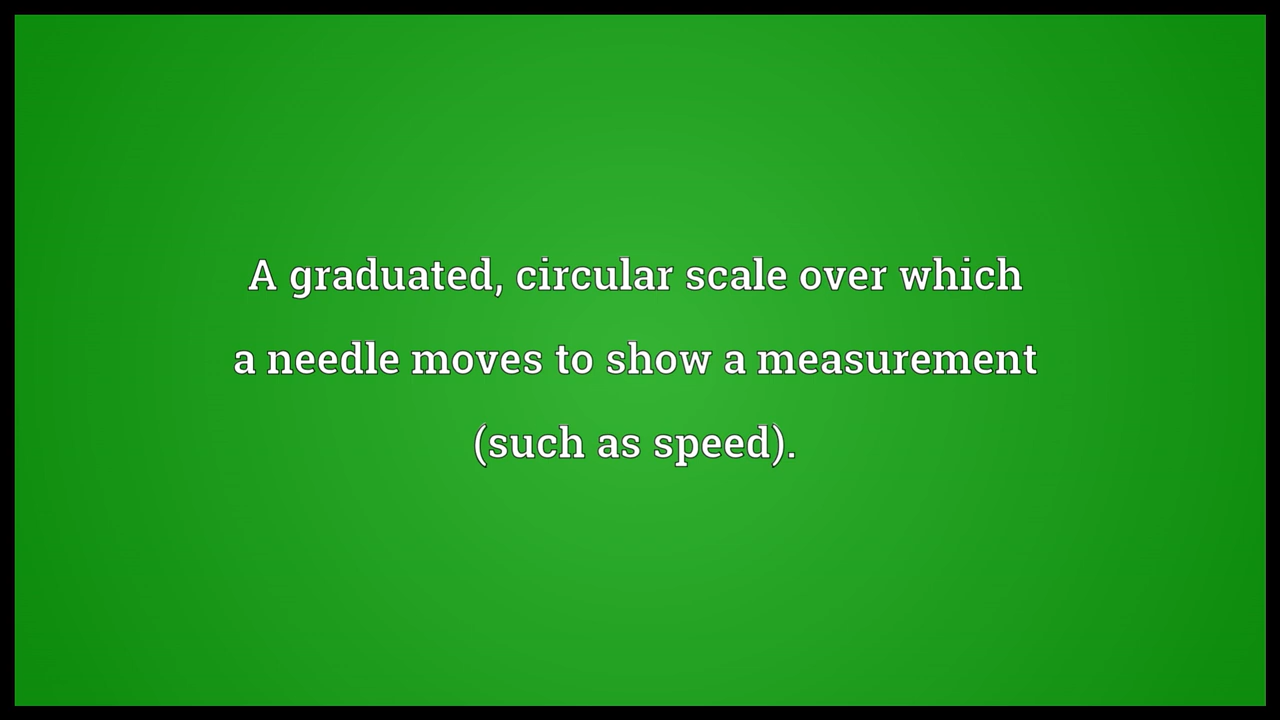 A graduated, circular scale over which
a needle moves to show a measurement
(such as speed).